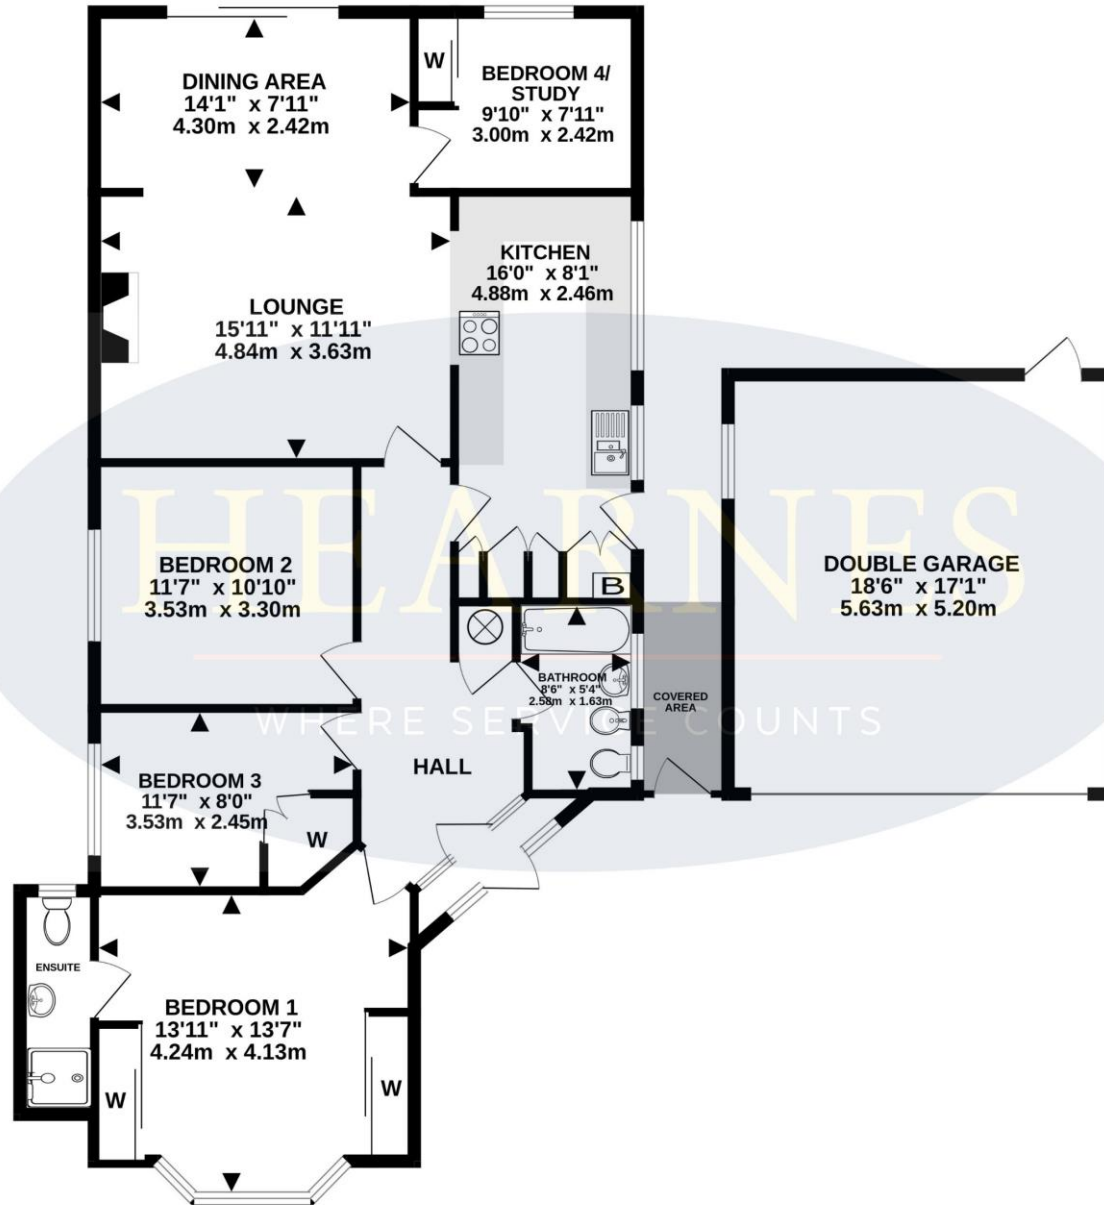 DINING AREA
14'1" x 7'11"
4.30m x 2.42m
W
BEDROOM 4/
STUDY
9'10" x 7'11"
3.00m x 2.42m
KITCHEN
16'0" x 8'1"
4.88m x 2.46m
LOUNGE
15'11" x 11'11"
4.84m x 3.63m
HEARNES
WHERE SERVICE COUNTS
BEDROOM 2
11'7" x 10'10"
3.53m x 3.30m
B
DOUBLE GARAGE
18'6" x 17'1"
5.63m x 5.20m
BATHROOM
8'6" x 5'4"
2.58m x 1.63m
COVERED
AREA
HALL
BEDROOM 3
11'7" x 8'0"
3.53m x 2.45m
W
ENSUITE
BEDROOM 1
13'11" x 13'7"
4.24m x 4.13m
W
W